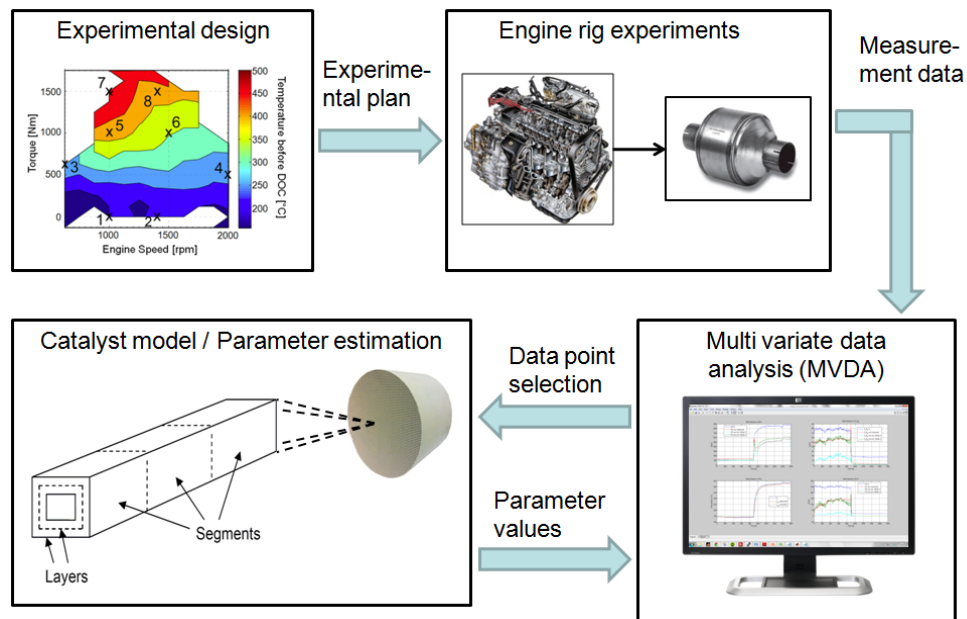 Experimental design
7
8
5
6
3
4
1
2
1500
1000
500
0
Torque [Nm]
1000
1500
2000
Engine Speed [rpm]
500
450
400
350
300
250
200
Temperature before DOC [°C]
Experime-
ntal plan
Engine rig experiments
Measure-
ment data
Catalyst model / Parameter estimation
Segments
Layers
Data point
selection
Parameter
values
Multi variate data
analysis (MVDA)